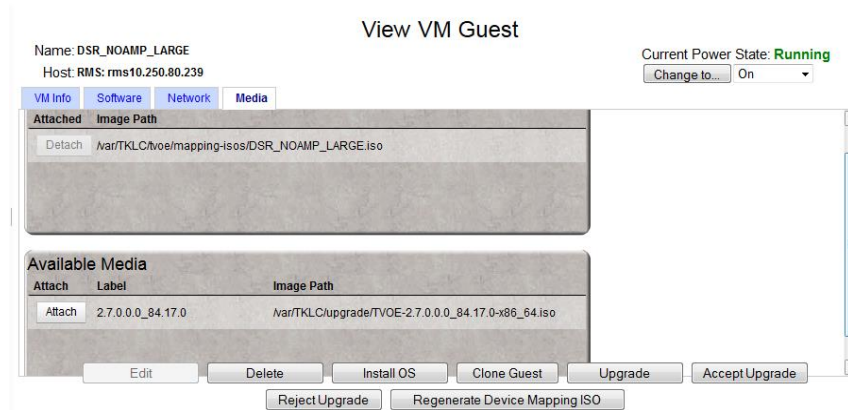 View VM Guest
Name: DSR_NOAMP_LARGE
Current Power State: Running
Host: RMS: rms10.250.80.239
Change to... On
VM Info Software Network Media
Attached Image Path
Detach /var/TKLC/tvoe/mapping-isos/DSR_NOAMP_LARGE.iso
Available Media
Attach Label Image Path
Attach 2.7.0.0.0_84.17.0 /var/TKLC/upgrade/TVOE-2.7.0.0.0_84.17.0-x86_64.iso
Edit Delete Install OS Clone Guest Upgrade Accept Upgrade
Reject Upgrade Regenerate Device Mapping ISO